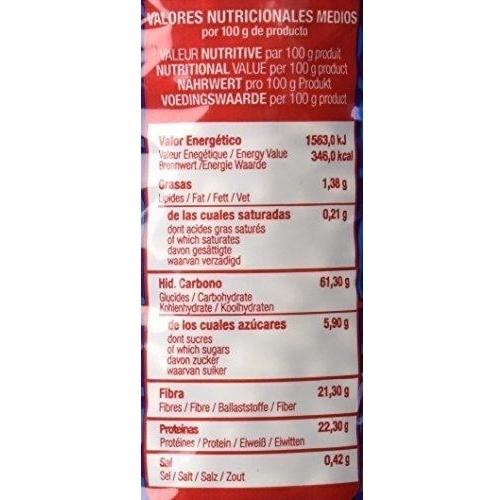 VALORES NUTRICIONALES MEDIOS
por 100 g de producto
VALEUR NUTRITIVE par 100 g produit
NUTRITIONAL VALUE per 100 g product
NÄHRWERT pro 100 g Produkt
VOEDINGSWAARDE per 100 g product
Valor Energético 1563,0 kJ
Valeur Enegétique / Energy Value 346,0 kcal
Brennwert /Energie Waarde
Grasas 1,38 g
Lipides / Fat / Fett / Vet
de las cuales saturadas 0,21 g
dont acides gras saturés
of which saturates
davon gesättigte
waarvan verzadigd
Hid. Carbono 61,30 g
Glucides / Carbohydrate
Kohlenhydrate / Koolhydraten
de los cuales azúcares 5,90 g
dont sucres
of which sugars
davon zucker
waarvan suiker
Fibra 21,30 g
Fibres / Fibre / Ballaststoffe / Fiber
Proteinas 22,30 g
Protéines / Protein / Eiweiß / Eiwitten
Sal 0,42 g
Sel / Salt / Salz / Zout